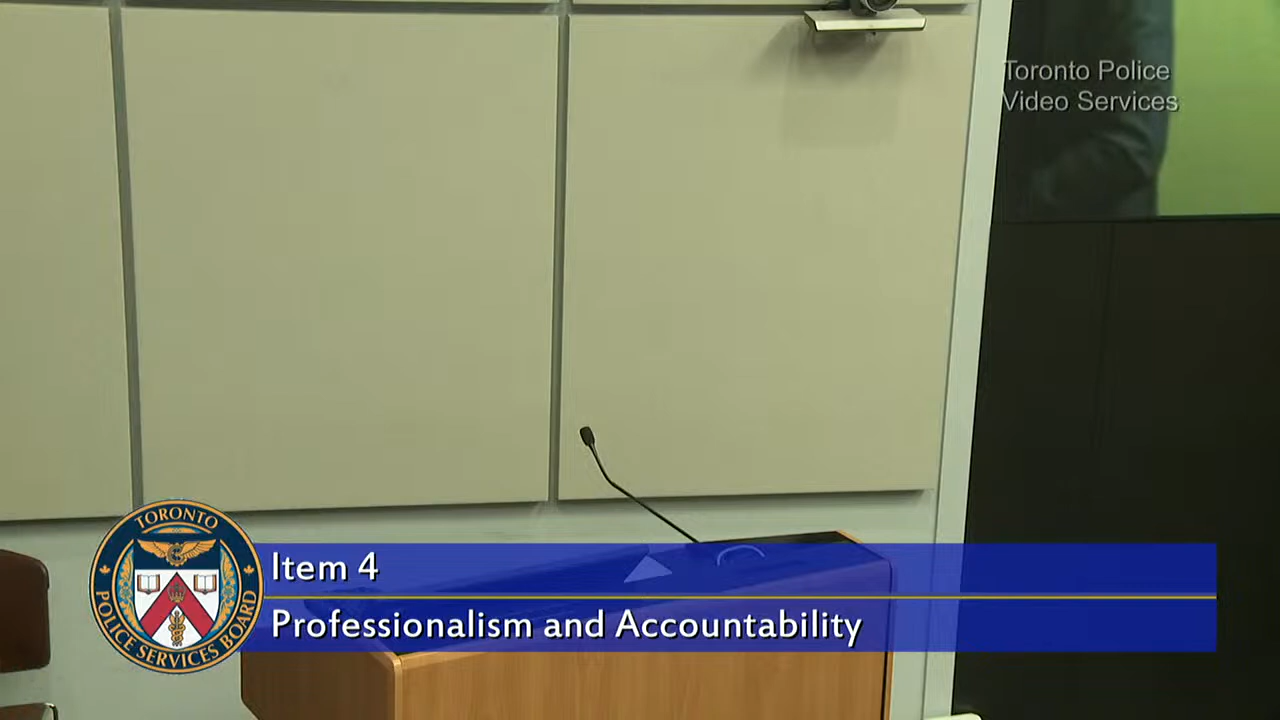 Toronto Police
Video Services
Item 4
Professionalism and Accountability
TORONTO
POLICE SERVICES BOARD